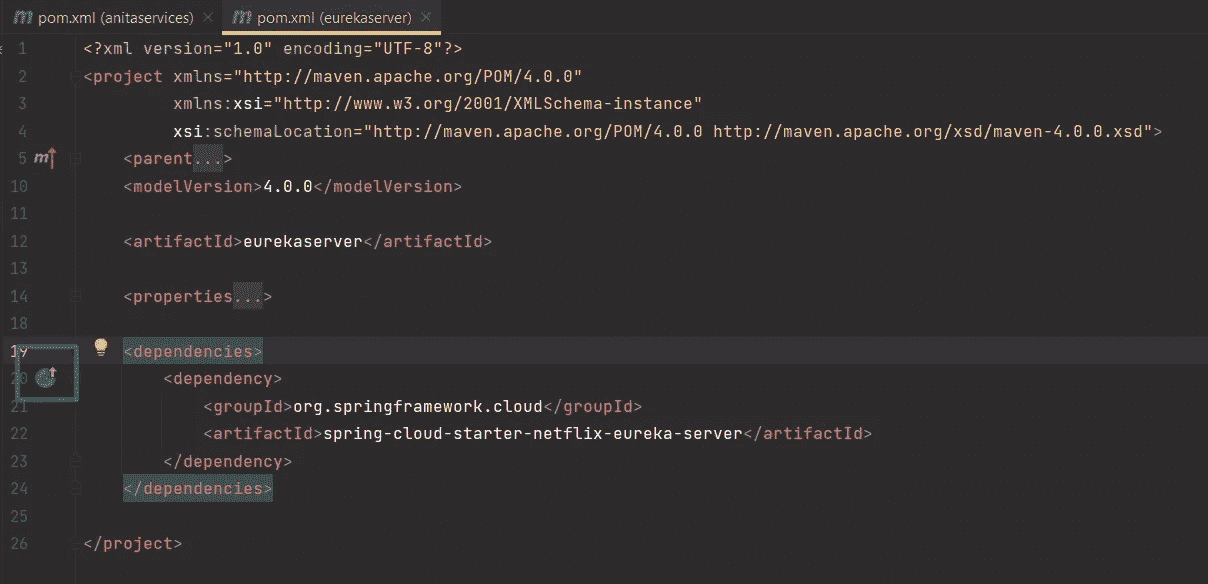 pom.xml (anitaservices) pom.xml (eurekaserver)
1 <?xml version="1.0" encoding="UTF-8"?>
2 <project xmlns="http://maven.apache.org/POM/4.0.0"
3 xmlns:xsi="http://www.w3.org/2001/XMLSchema-instance"
4 xsi:schemaLocation="http://maven.apache.org/POM/4.0.0 http://maven.apache.org/xsd/maven-4.0.0.xsd">
5 m <parent...>
10 <modelVersion>4.0.0</modelVersion>
11
12 <artifactId>eurekaserver</artifactId>
13
14 <properties...>
18
19 <dependencies>
20 <dependency>
21 <groupId>org.springframework.cloud</groupId>
22 <artifactId>spring-cloud-starter-netflix-eureka-server</artifactId>
23 </dependency>
24 </dependencies>
25
26 </project>